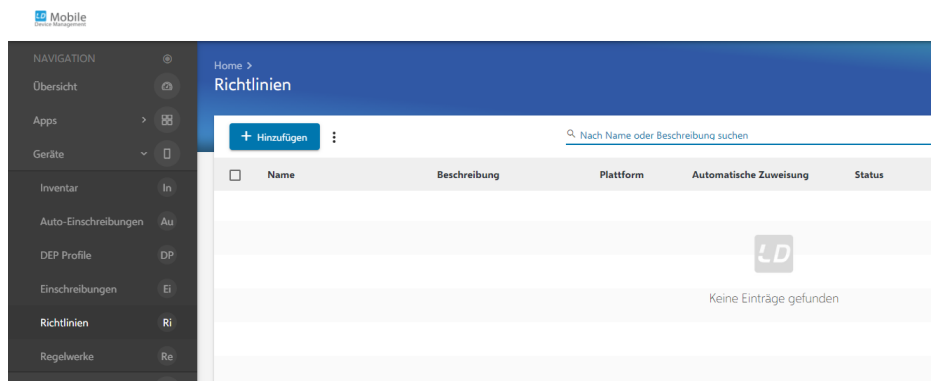 LD Mobile
Device Management
NAVIGATION
Übersicht
Apps
Geräte
Inventar In
Auto-Einschreibungen Au
DEP Profile DP
Einschreibungen Ei
Richtlinien Ri
Regelwerke Re
Home >
Richtlinien
+ Hinzufügen
Nach Name oder Beschreibung suchen
Name Beschreibung Plattform Automatische Zuweisung Status
LD
Keine Einträge gefunden